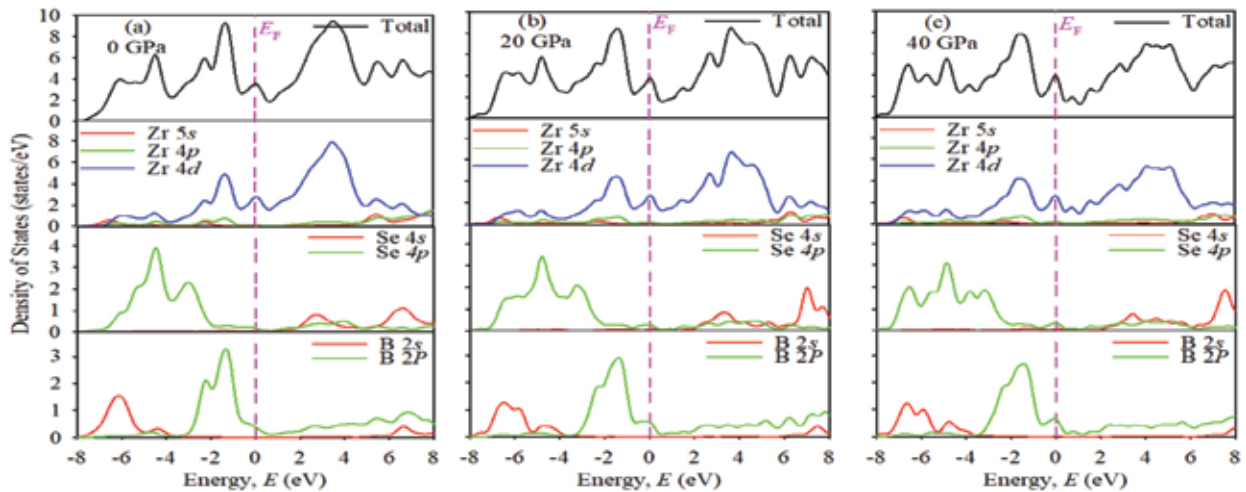 (a) E_F Total
0 GPa
(b) E_F Total
20 GPa
(c) E_F Total
40 GPa
10
8
6
4
2
0
Zr 5s
Zr 4p
Zr 4d
Zr 5s
Zr 4p
Zr 4d
Zr 5s
Zr 4p
Zr 4d
8
6
4
2
0
Se 4s
Se 4p
Se 4s
Se 4p
Se 4s
Se 4p
4
3
2
1
0
B 2s
B 2P
B 2s
B 2P
B 2s
B 2P
3
2
1
0
Density of States (states/eV)
-8 -6 -4 -2 0 2 4 6 8
-8 -6 -4 -2 0 2 4 6 8
-8 -6 -4 -2 0 2 4 6 8
Energy, E (eV)
Energy, E (eV)
Energy, E (eV)